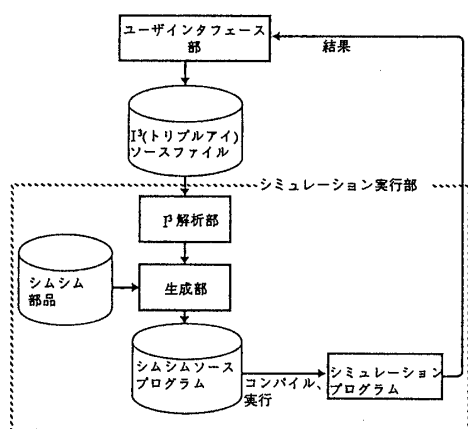 ユーザインタフェース
部
結果
I³(トリプルアイ)
ソースファイル
シミュレーション実行部
I³解析部
シムシム
部品
生成部
シムシムソース
プログラム
コンパイル、
実行
シミュレーション
プログラム